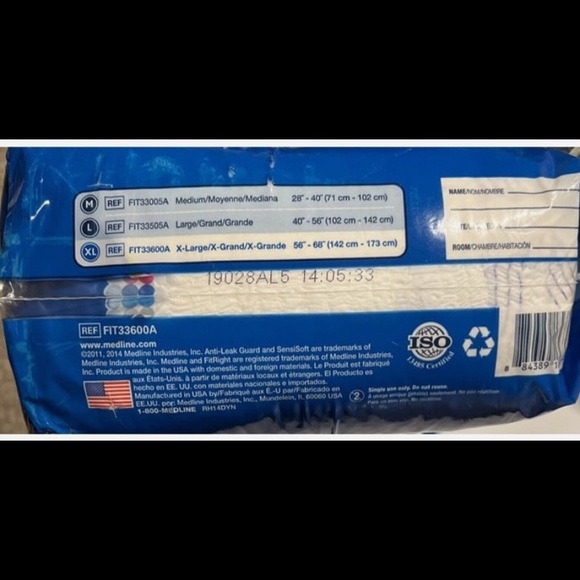 M REF FIT33005A Medium/Moyenne/Mediana 28" - 40" (71 cm - 102 cm)
L REF FIT33505A Large/Grand/Grande 40" - 56" (102 cm - 142 cm)
XL REF FIT33600A X-Large/X-Grand/X-Grande 56" - 68" (142 cm - 173 cm)
NAME/NOM/NOMBRE
ROOM/CHAMBRE/HABITACIÓN
19028AL5 14:05:33
REF FIT33600A
www.medline.com
©2011, 2014 Medline Industries, Inc. Anti-Leak Guard and SensiSoft are trademarks of
Medline Industries, Inc. Medline and FitRight are registered trademarks of Medline Industries,
Inc. Product is made in the USA with domestic and foreign materials. Le Produit est fabriqué
aux États-Unis, à partir de matériaux locaux et étrangers. El Producto es
hecho en EE. UU. con materiales nacionales e importados.
Manufactured in USA by/Fabriqué aux É.-U par/Fabricado en
EE.UU. por: Medline Industries, Inc., Mundelein, IL 60060 USA
1-800-MEDLINE RH14DYN
ISO
13485 Certified
2 Single use only. Do not reuse.
8 84389 1